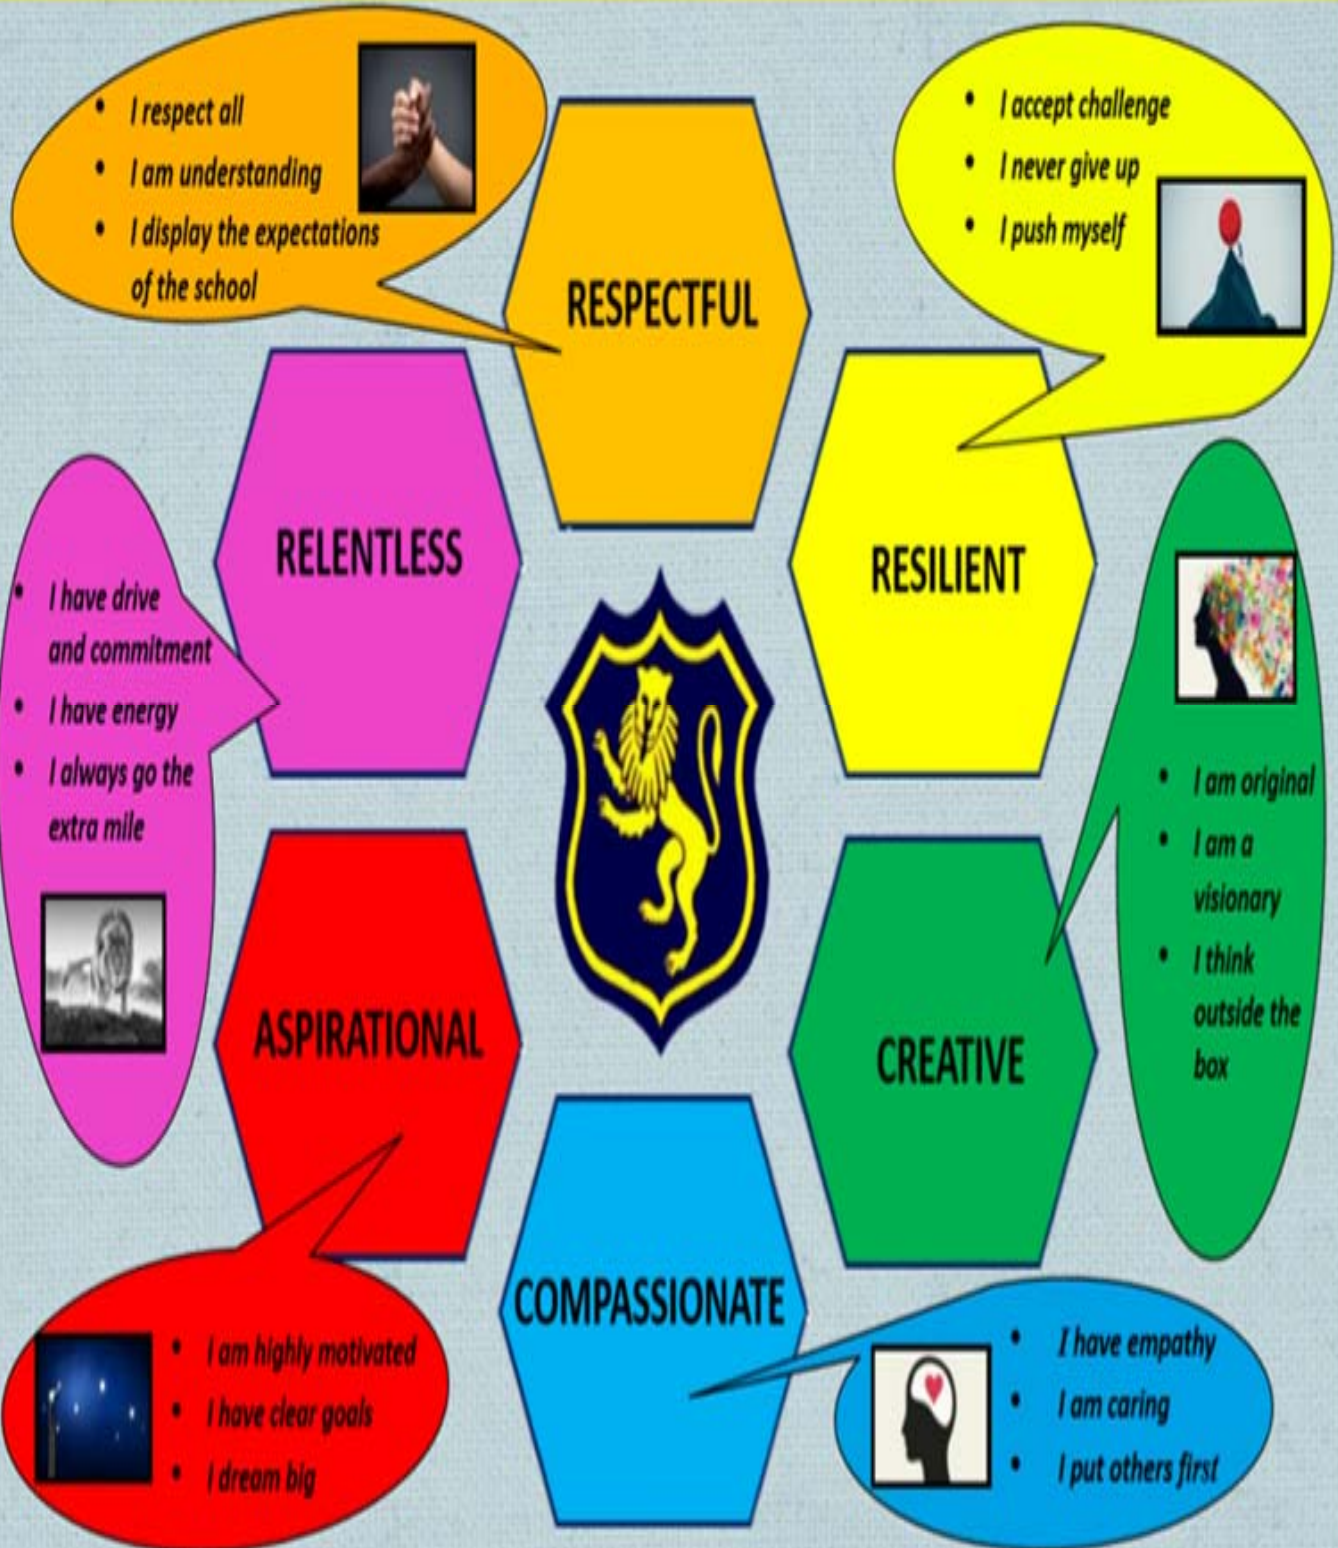 • I respect all
• I am understanding
• I display the expectations
of the school
RESPECTFUL
• I accept challenge
• I never give up
• I push myself
RESILIENT
RELENTLESS
• I have drive
and commitment
• I have energy
• I always go the
extra mile
• I am original
• I am a
visionary
• I think
outside the
box
CREATIVE
ASPIRATIONAL
• I am highly motivated
• I have clear goals
• I dream big
COMPASSIONATE
• I have empathy
• I am caring
• I put others first